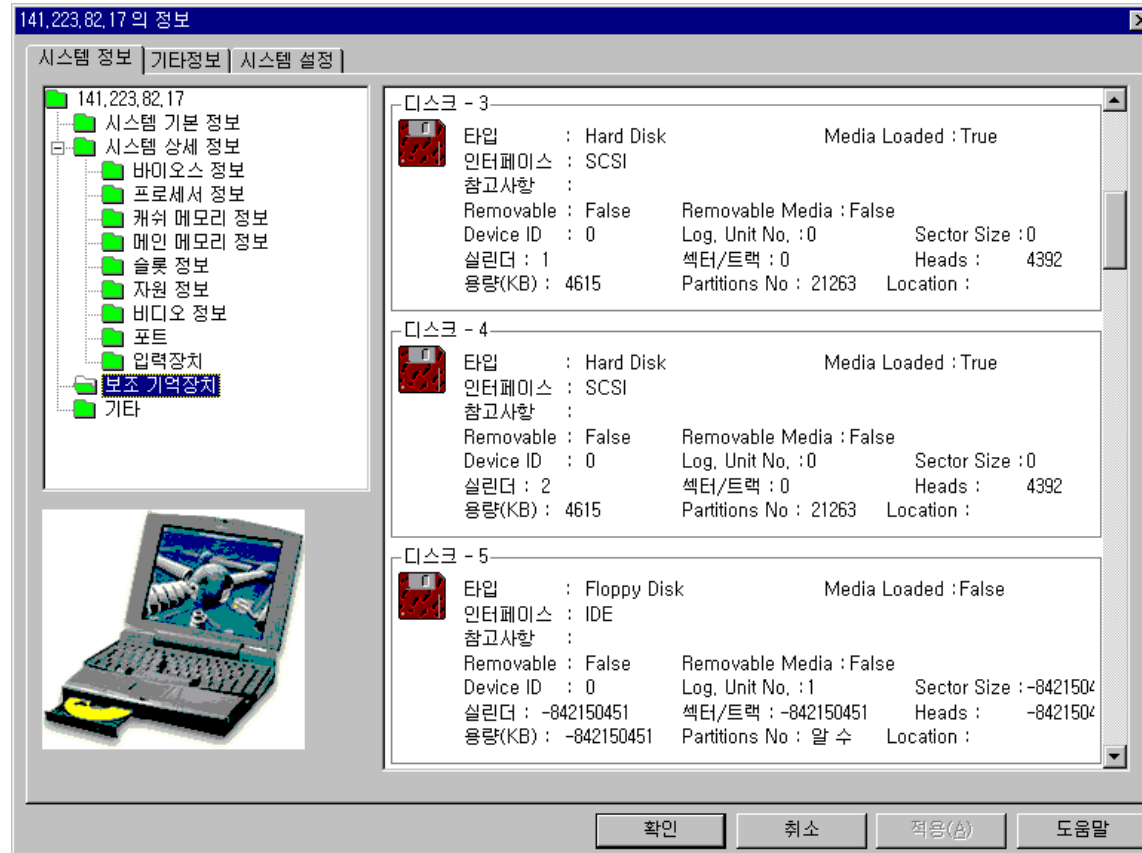 141,223,82,17 의 정보
시스템 정보 기타정보 시스템 설정
141,223,82,17
시스템 기본 정보
시스템 상세 정보
바이오스 정보
프로세서 정보
캐쉬 메모리 정보
메인 메모리 정보
슬롯 정보
자원 정보
비디오 정보
포트
입력장치
보조 기억장치
기타
디스크 - 3
타입 : Hard Disk Media Loaded : True
인터페이스 : SCSI
참고사항 :
Removable : False Removable Media : False
Device ID : 0 Log, Unit No, : 0 Sector Size : 0
실린더 : 1 섹터/트랙 : 0 Heads : 4392
용량(KB) : 4615 Partitions No : 21263 Location :
디스크 - 4
타입 : Hard Disk Media Loaded : True
인터페이스 : SCSI
참고사항 :
Removable : False Removable Media : False
Device ID : 0 Log, Unit No, : 0 Sector Size : 0
실린더 : 2 섹터/트랙 : 0 Heads : 4392
용량(KB) : 4615 Partitions No : 21263 Location :
디스크 - 5
타입 : Floppy Disk Media Loaded : False
인터페이스 : IDE
참고사항 :
Removable : False Removable Media : False
Device ID : 0 Log, Unit No, : 1 Sector Size : -8421504
실린더 : -842150451 섹터/트랙 : -842150451 Heads : -8421504
용량(KB) : -842150451 Partitions No : 알 수 Location :
확인 취소 적용(A) 도움말